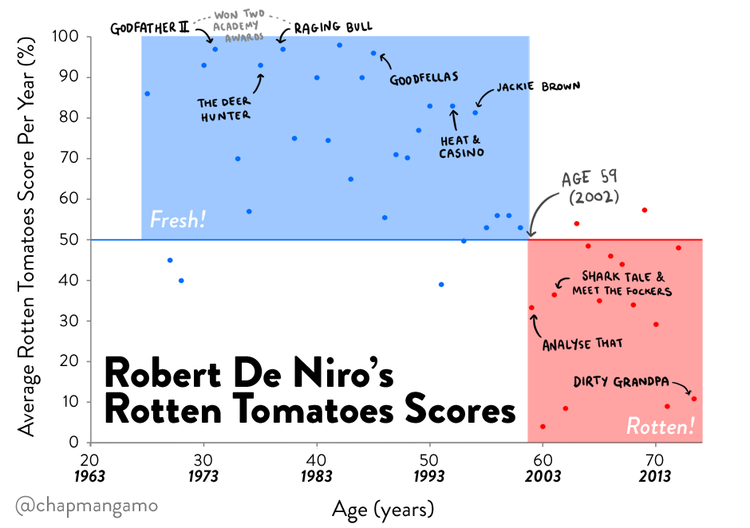 WON TWO
ACADEMY
AWARDS
GODFATHER II
RAGING BULL
100
90
80
70
60
50
40
30
20
10
0
Average Rotten Tomatoes Score Per Year (%)
THE DEER
HUNTER
GOODFELLAS
JACKIE BROWN
HEAT &
CASINO
AGE 59
(2002)
Fresh!
SHARK TALE &
MEET THE FOCKERS
ANALYSE THAT
DIRTY GRANDPA
Rotten!
Robert De Niro's
Rotten Tomatoes Scores
20 30 40 50 60 70
1963 1973 1983 1993 2003 2013
Age (years)
@chapmangamo